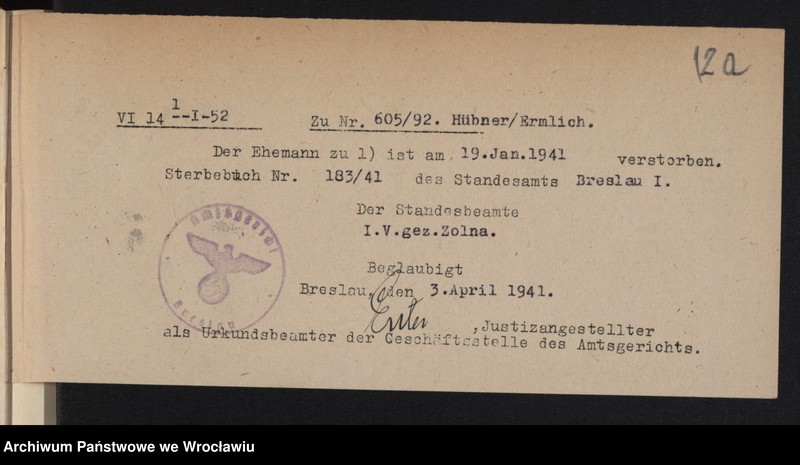 12a
VI 14 1--I-52 Zu Nr. 605/92. Hübner/Ermlich.
Der Ehemann zu 1) ist am 19.Jan.1941 verstorben.
Sterbebuch Nr. 183/41 des Standesamts Breslau I.
Der Standesbeamte
I.V.gez.Zolna.
Amtsgericht
Breslau
Beglaubigt
Breslau, den 3.April 1941.
,Justizangestellter
als Urkundsbeamter der Geschäftsstelle des Amtsgerichts.
Archiwum Państwowe we Wrocławiu